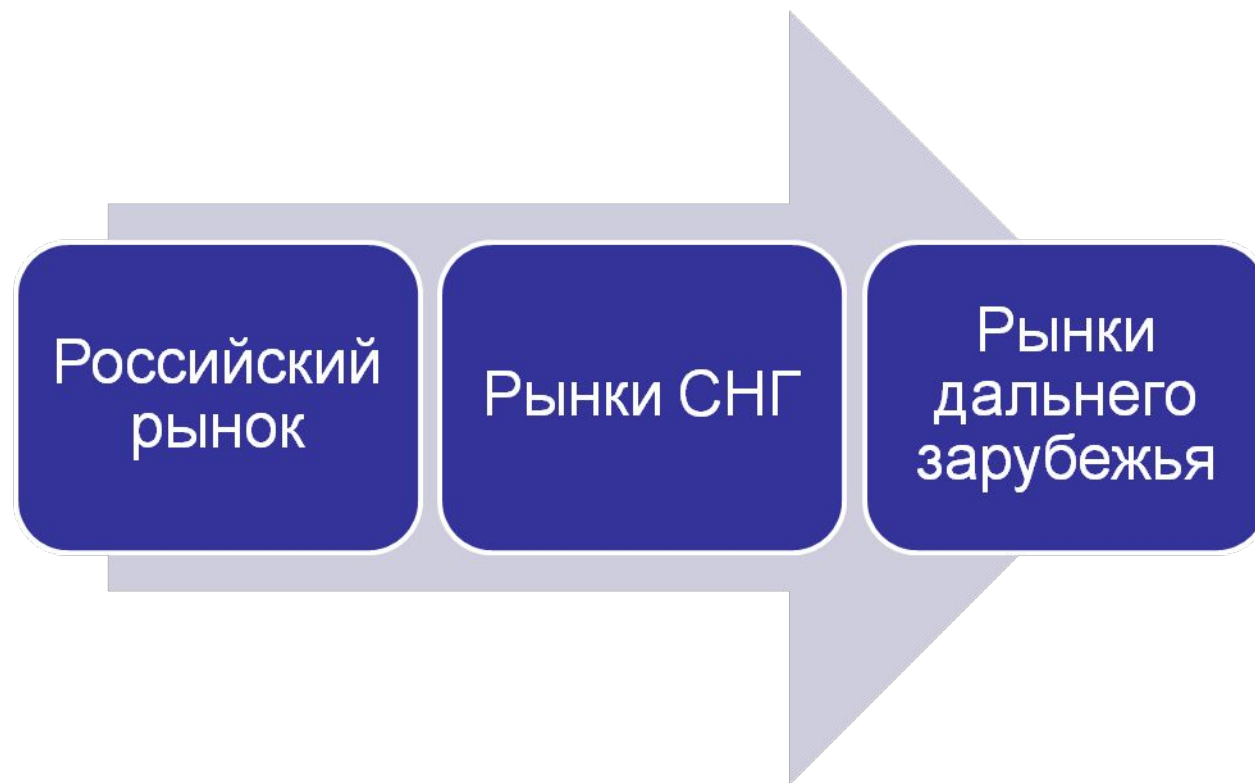 Российский
рынок
Рынки СНГ
Рынки
дальнего
зарубежья